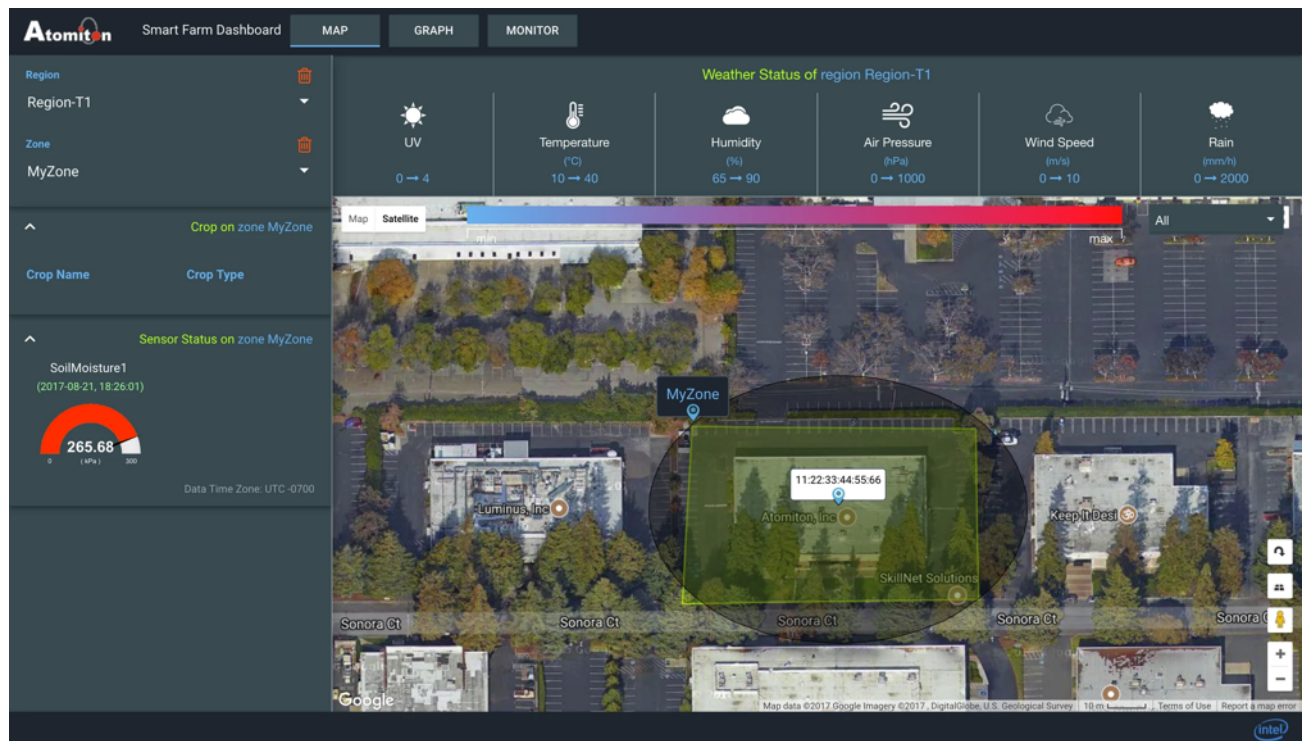 Atomiton
Smart Farm Dashboard
MAP
GRAPH
MONITOR
Region
Region-T1
Zone
MyZone
Crop on zone MyZone
Crop Name
Crop Type
Sensor Status on zone MyZone
SoilMoisture1
(2017-08-21, 18:26:01)
265.68
0
(kPa)
300
Data Time Zone: UTC -0700
Weather Status of region Region-T1
UV
0 → 4
Temperature
(°C)
10 → 40
Humidity
(%)
65 → 90
Air Pressure
(hPa)
0 → 1000
Wind Speed
(m/s)
0 → 10
Rain
(mm/h)
0 → 2000
Map
Satellite
min
max
All
MyZone
11:22:33:44:55:66
Luminus, Inc
Atomiton, Inc
Keep It Desi
SkillNet Solutions
Sonora Ct
Sonora Ct
Sonora Ct
Sonora Ct
Sonora
Google
Map data ©2017 Google Imagery ©2017 , DigitalGlobe, U.S. Geological Survey
10 m
Terms of Use
Report a map error
(intel)